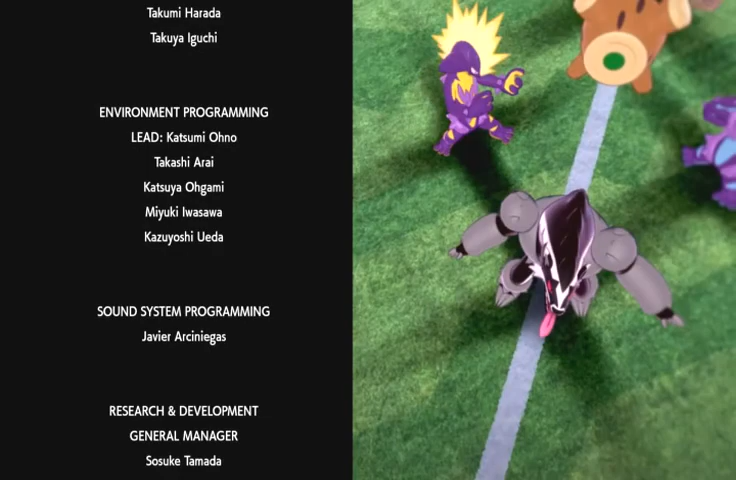 Takumi Harada
Takuya Iguchi
ENVIRONMENT PROGRAMMING
LEAD: Katsumi Ohno
Takashi Arai
Katsuya Ohgami
Miyuki Iwasawa
Kazuyoshi Ueda
SOUND SYSTEM PROGRAMMING
Javier Arciniegas
RESEARCH & DEVELOPMENT
GENERAL MANAGER
Sosuke Tamada